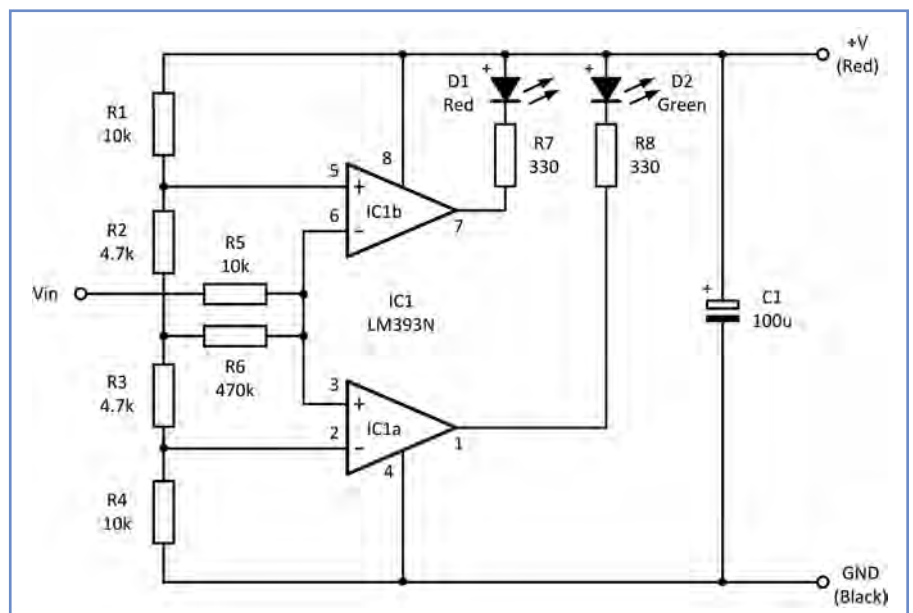 +V
(Red)
D1
Red
D2
Green
+
+
R1
10k
R7
330
R8
330
8
5
+
IC1b
6
-
7
R2
4.7k
R5
10k
Vin
IC1
LM393N
+
C1
100u
R6
470k
R3
4.7k
3
+
IC1a
2
-
1
4
R4
10k
GND
(Black)